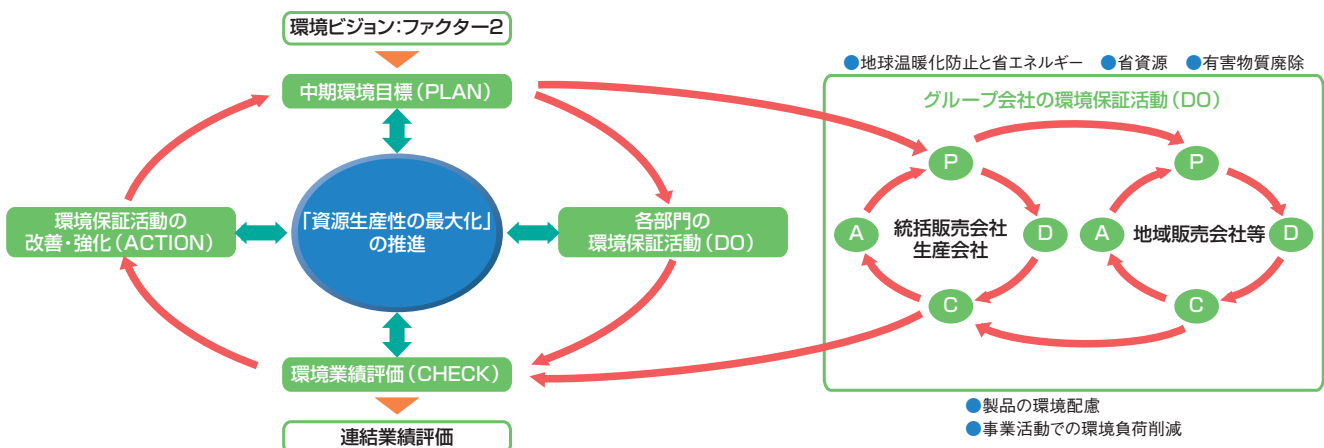 環境ビジョン:ファクター2
中期環境目標(PLAN)
「資源生産性の最大化」
の推進
環境保証活動の
改善・強化(ACTION)
各部門の
環境保証活動(DO)
環境業績評価(CHECK)
連結業績評価
●地球温暖化防止と省エネルギー ●省資源 ●有害物質廃除
グループ会社の環境保証活動(DO)
P
A
統括販売会社
生産会社
D
C
P
A
地域販売会社等
D
C
●製品の環境配慮
●事業活動での環境負荷削減